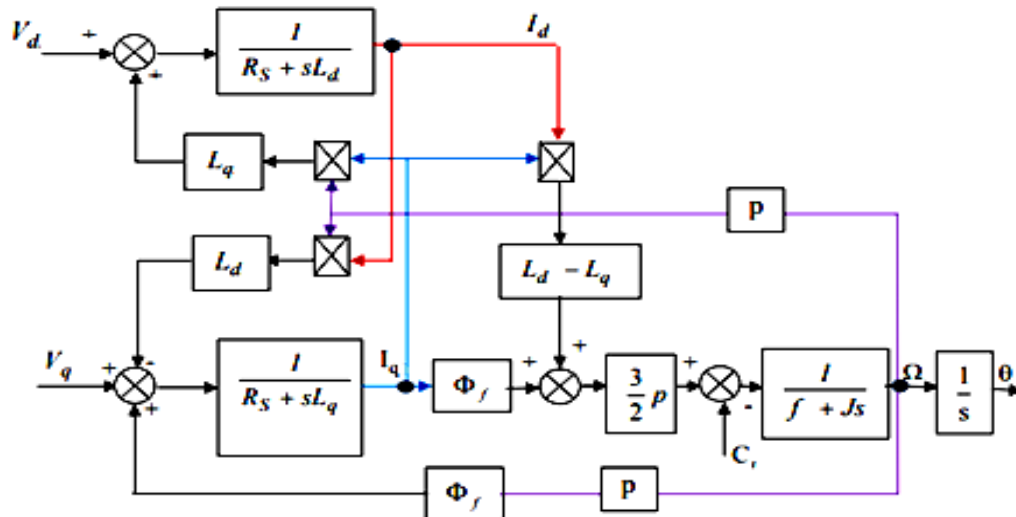 V_d + 1 / (R_S + sL_d) I_d
+
L_q
p
L_d
L_d − L_q
V_q + - + 1 / (R_S + sL_q) I_q Φ_f + + 3/2 p + - 1 / (f + Js) Ω 1/s θ
C_r
Φ_f p